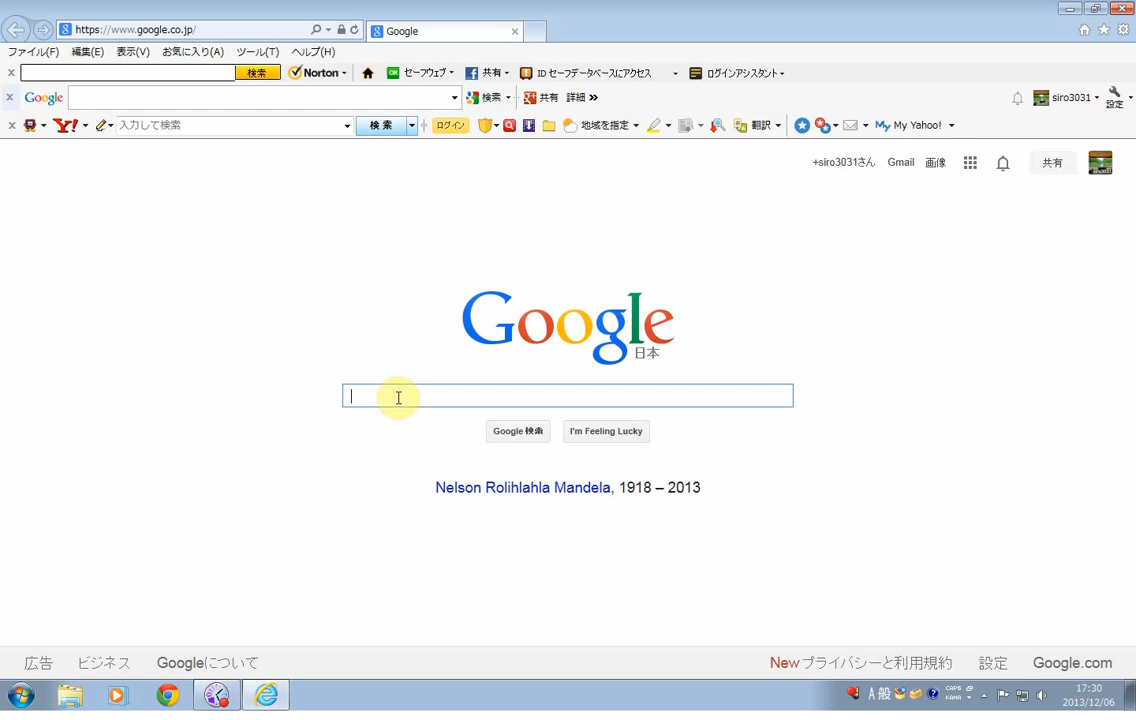 https://www.google.co.jp/
Google
ファイル(F) 編集(E) 表示(V) お気に入り(A) ツール(T) ヘルプ(H)
検索 Norton OK セーフウェブ 共有 ID セーフデータベースにアクセス ログインアシスタント
Google 検索 共有 詳細 siro3031 設定
Y! 入力して検索 検索 ログイン 地域を指定 翻訳 My My Yahoo!
+siro3031さん Gmail 画像 共有
Google
日本
Google 検索 I'm Feeling Lucky
Nelson Rolihlahla Mandela, 1918 – 2013
広告 ビジネス Googleについて New プライバシーと利用規約 設定 Google.com
A 般 CAPS KANA 17:30
2013/12/06